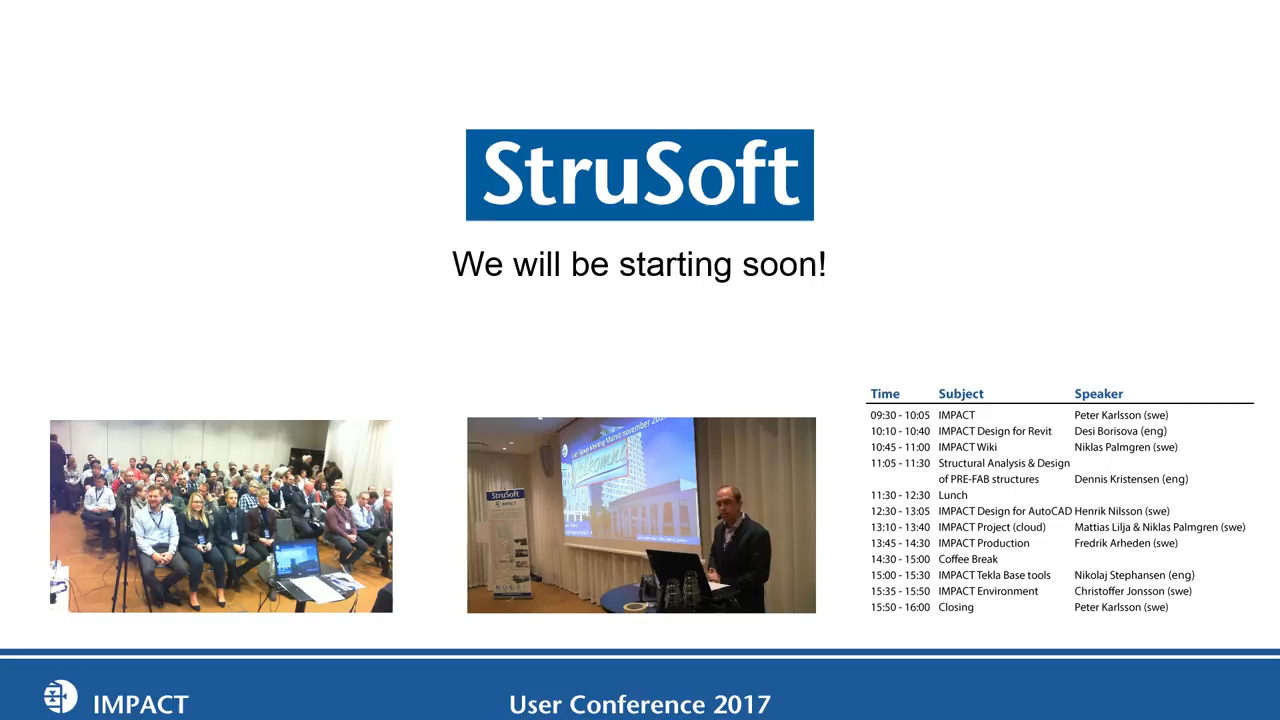 StruSoft
We will be starting soon!
Time Subject Speaker
09:30 - 10:05 IMPACT Peter Karlsson (swe)
10:10 - 10:40 IMPACT Design for Revit Desi Borisova (eng)
10:45 - 11:00 IMPACT Wiki Niklas Palmgren (swe)
11:05 - 11:30 Structural Analysis & Design
of PRE-FAB structures Dennis Kristensen (eng)
11:30 - 12:30 Lunch
12:30 - 13:05 IMPACT Design for AutoCAD Henrik Nilsson (swe)
13:10 - 13:40 IMPACT Project (cloud) Mattias Lilja & Niklas Palmgren (swe)
13:45 - 14:30 IMPACT Production Fredrik Arheden (swe)
14:30 - 15:00 Coffee Break
15:00 - 15:30 IMPACT Tekla Base tools Nikolaj Stephansen (eng)
15:35 - 15:50 IMPACT Environment Christoffer Jonsson (swe)
15:50 - 16:00 Closing Peter Karlsson (swe)
StruSoft
IMPACT
IMPACT
User Conference 2017